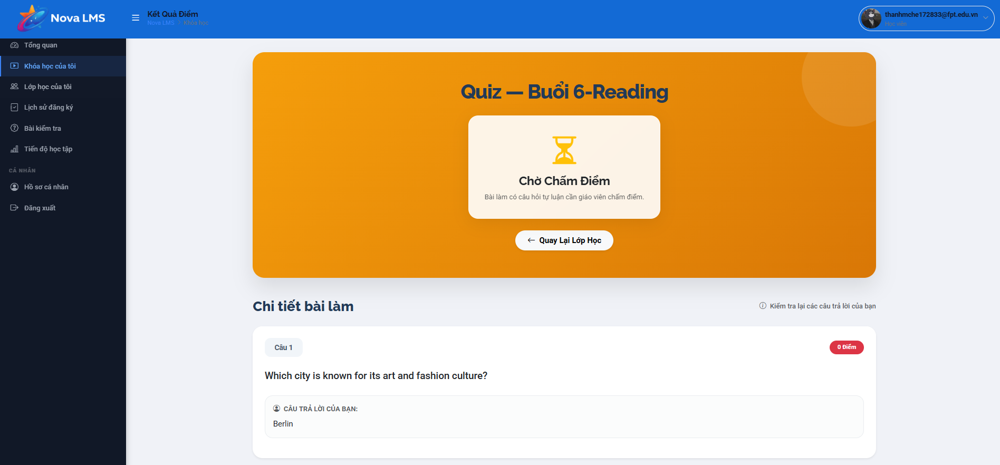 Nova LMS
Kết Quả Điểm
Nova LMS > Khóa học
thanhmche172833@fpt.edu.vn
Học viên
Tổng quan
Khóa học của tôi
Lớp học của tôi
Lịch sử đăng ký
Bài kiểm tra
Tiến độ học tập
CÁ NHÂN
Hồ sơ cá nhân
Đăng xuất
Quiz — Buổi 6-Reading
Chờ Chấm Điểm
Bài làm có câu hỏi tự luận cần giáo viên chấm điểm.
← Quay Lại Lớp Học
Chi tiết bài làm
Kiểm tra lại các câu trả lời của bạn
Câu 1
0 Điểm
Which city is known for its art and fashion culture?
CÂU TRẢ LỜI CỦA BẠN:
Berlin